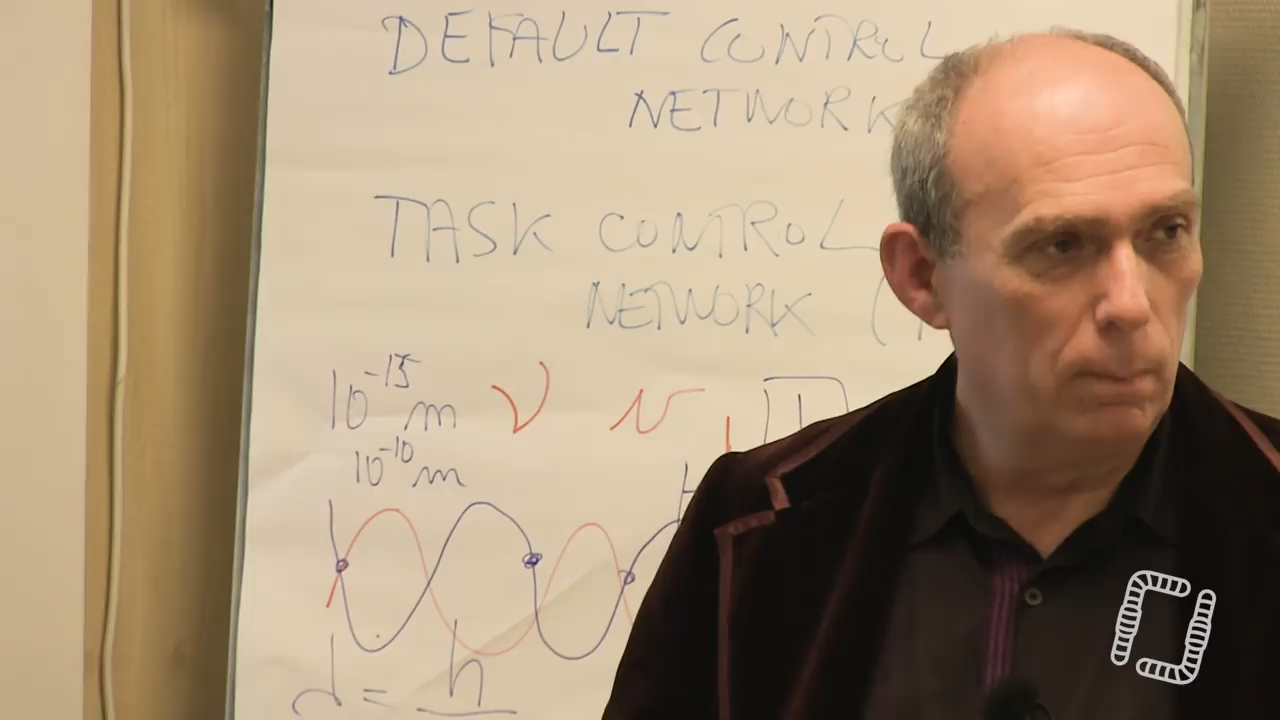 DEFAULT CONTROL
NETWORK
TASK CONTROL
NETWORK (
10⁻¹⁵ m ν
10⁻¹⁰ m
= h